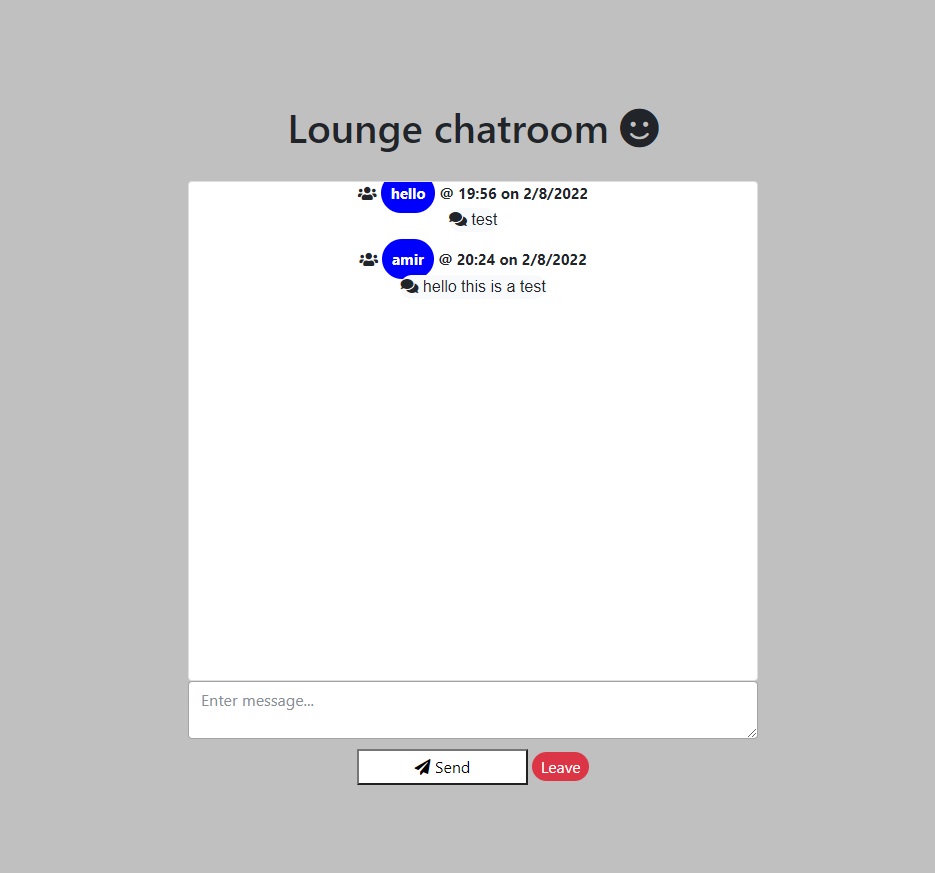 Lounge chatroom
hello @ 19:56 on 2/8/2022
test
amir @ 20:24 on 2/8/2022
hello this is a test
Enter message...
Send Leave